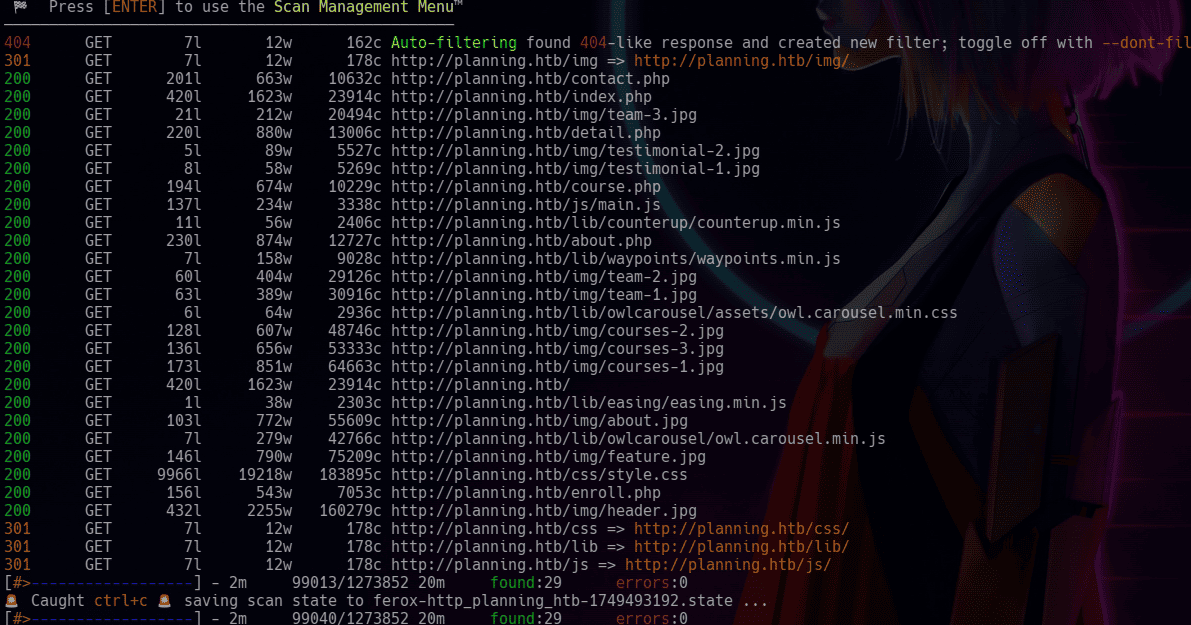 🏁  Press [ENTER] to use the Scan Management Menu™
404      GET        7l       12w      162c Auto-filtering found 404-like response and created new filter; toggle off with --dont-fil
301      GET        7l       12w      178c http://planning.htb/img => http://planning.htb/img/
200      GET      201l      663w    10632c http://planning.htb/contact.php
200      GET      420l     1623w    23914c http://planning.htb/index.php
200      GET       21l      212w    20494c http://planning.htb/img/team-3.jpg
200      GET      220l      880w    13006c http://planning.htb/detail.php
200      GET        5l       89w     5527c http://planning.htb/img/testimonial-2.jpg
200      GET        8l       58w     5269c http://planning.htb/img/testimonial-1.jpg
200      GET      194l      674w    10229c http://planning.htb/course.php
200      GET      137l      234w     3338c http://planning.htb/js/main.js
200      GET       11l       56w     2406c http://planning.htb/lib/counterup/counterup.min.js
200      GET      230l      874w    12727c http://planning.htb/about.php
200      GET        7l      158w     9028c http://planning.htb/lib/waypoints/waypoints.min.js
200      GET       60l      404w    29126c http://planning.htb/img/team-2.jpg
200      GET       63l      389w    30916c http://planning.htb/img/team-1.jpg
200      GET        6l       64w     2936c http://planning.htb/lib/owlcarousel/assets/owl.carousel.min.css
200      GET      128l      607w    48746c http://planning.htb/img/courses-2.jpg
200      GET      136l      656w    53333c http://planning.htb/img/courses-3.jpg
200      GET      173l      851w    64663c http://planning.htb/img/courses-1.jpg
200      GET      420l     1623w    23914c http://planning.htb/
200      GET        1l       38w     2303c http://planning.htb/lib/easing/easing.min.js
200      GET      103l      772w    55609c http://planning.htb/img/about.jpg
200      GET        7l      279w    42766c http://planning.htb/lib/owlcarousel/owl.carousel.min.js
200      GET      146l      790w    75209c http://planning.htb/img/feature.jpg
200      GET     9966l    19218w   183895c http://planning.htb/css/style.css
200      GET      156l      543w     7053c http://planning.htb/enroll.php
200      GET      432l     2255w   160279c http://planning.htb/img/header.jpg
301      GET        7l       12w      178c http://planning.htb/css => http://planning.htb/css/
301      GET        7l       12w      178c http://planning.htb/lib => http://planning.htb/lib/
301      GET        7l       12w      178c http://planning.htb/js => http://planning.htb/js/
[#>------------------] - 2m     99013/1273852 20m     found:29      errors:0
🚨 Caught ctrl+c 🚨 saving scan state to ferox-http_planning_htb-1749493192.state ...
[#>------------------] - 2m     99040/1273852 20m     found:29      errors:0